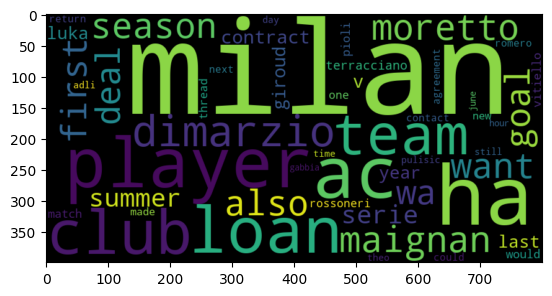 0
50
100
150
200
250
300
350
return
luka
season
day
contract
pioli
moretto
romero
adli
first
deal
milan
giroud
next
thread
terracciano
one
v
agreement
june
contact
new
goal
vitiello
hour
dimarzio
team
still
want
player
time
gabbia
ac
pulisic
year
wa
ha
summer
also
rossoneri
serie
match
made
club
loan
maignan
last
theo
could
would
0 100 200 300 400 500 600 700